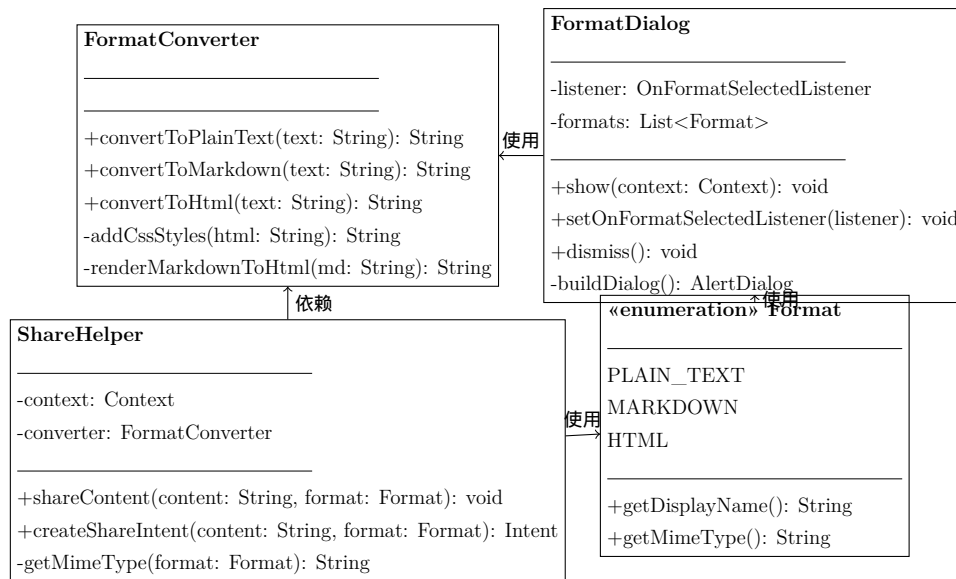 FormatConverter
+convertToPlainText(text: String): String
+convertToMarkdown(text: String): String
+convertToHtml(text: String): String
-addCssStyles(html: String): String
-renderMarkdownToHtml(md: String): String
使用
FormatDialog
-listener: OnFormatSelectedListener
-formats: List<Format>
+show(context: Context): void
+setOnFormatSelectedListener(listener): void
+dismiss(): void
-buildDialog(): AlertDialog
依赖
使用
ShareHelper
-context: Context
-converter: FormatConverter
+shareContent(content: String, format: Format): void
+createShareIntent(content: String, format: Format): Intent
-getMimeType(format: Format): String
使用
«enumeration» Format
PLAIN_TEXT
MARKDOWN
HTML
+getDisplayName(): String
+getMimeType(): String